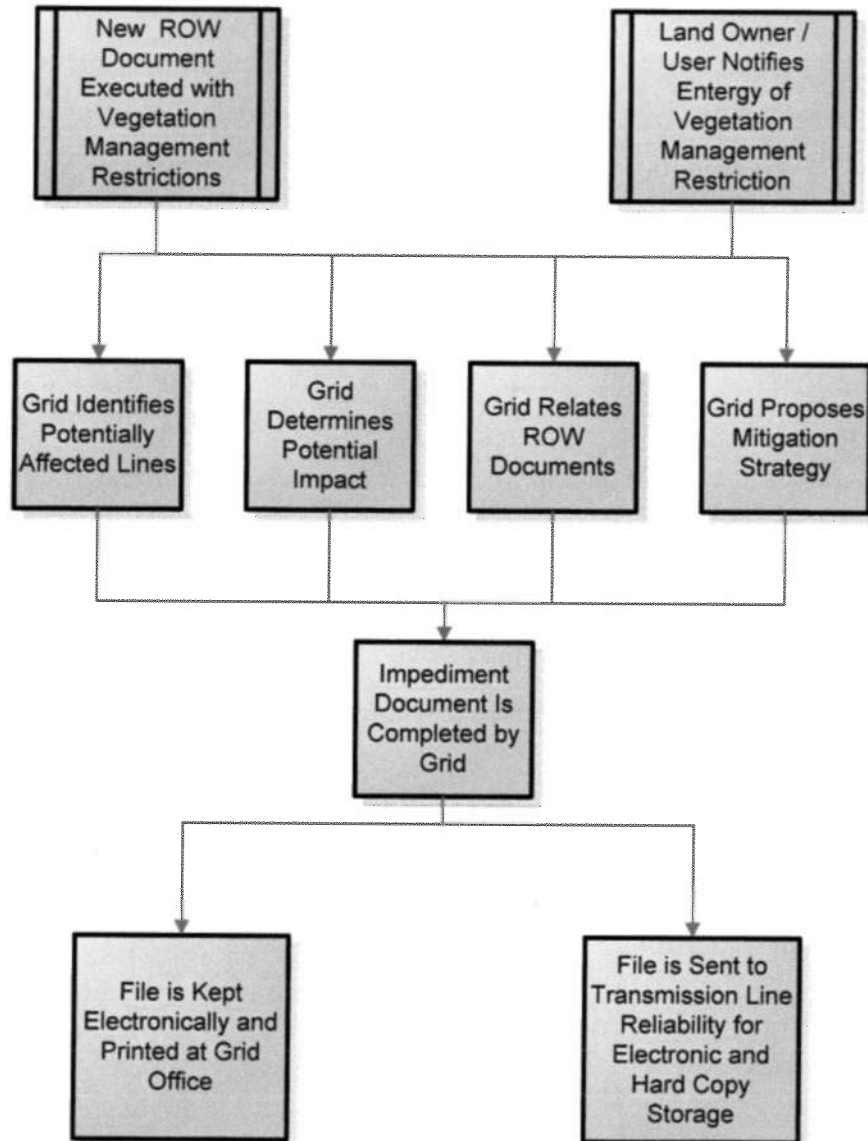 New ROW
Document
Executed with
Vegetation
Management
Restrictions
Land Owner /
User Notifies
Entergy of
Vegetation
Management
Restriction
Grid Identifies
Potentially
Affected Lines
Grid
Determines
Potential
Impact
Grid Relates
ROW
Documents
Grid Proposes
Mitigation
Strategy
Impediment
Document Is
Completed by
Grid
File is Kept
Electronically and
Printed at Grid
Office
File is Sent to
Transmission Line
Reliability for
Electronic and
Hard Copy
Storage